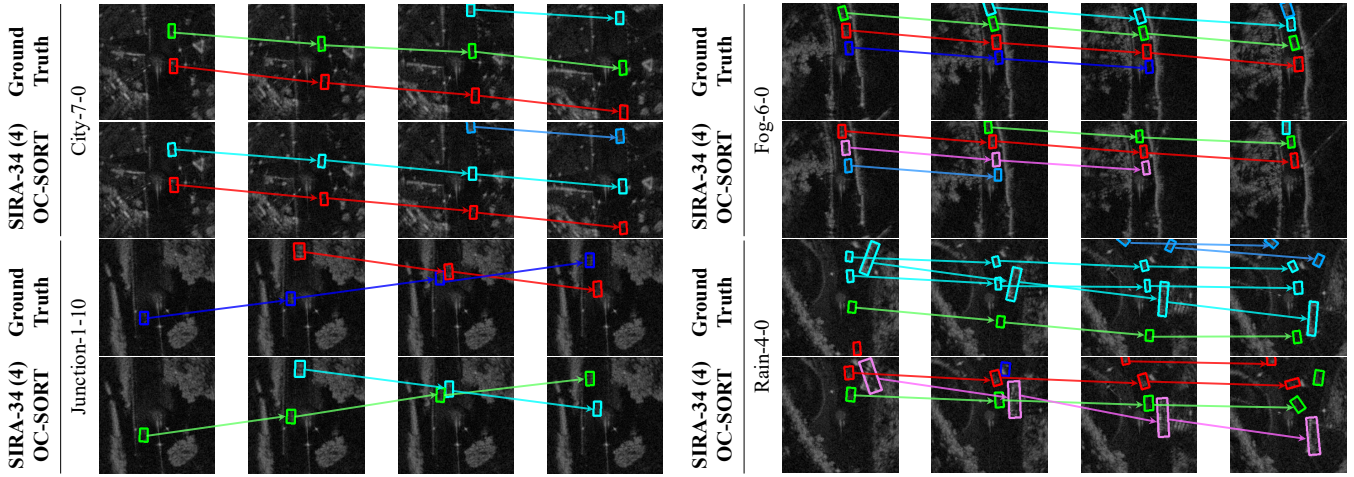 Ground
Truth
SIRA-34 (4)
OC-SORT
City-7-0
Ground
Truth
SIRA-34 (4)
OC-SORT
Junction-1-10
Ground
Truth
SIRA-34 (4)
OC-SORT
Fog-6-0
Ground
Truth
SIRA-34 (4)
OC-SORT
Rain-4-0